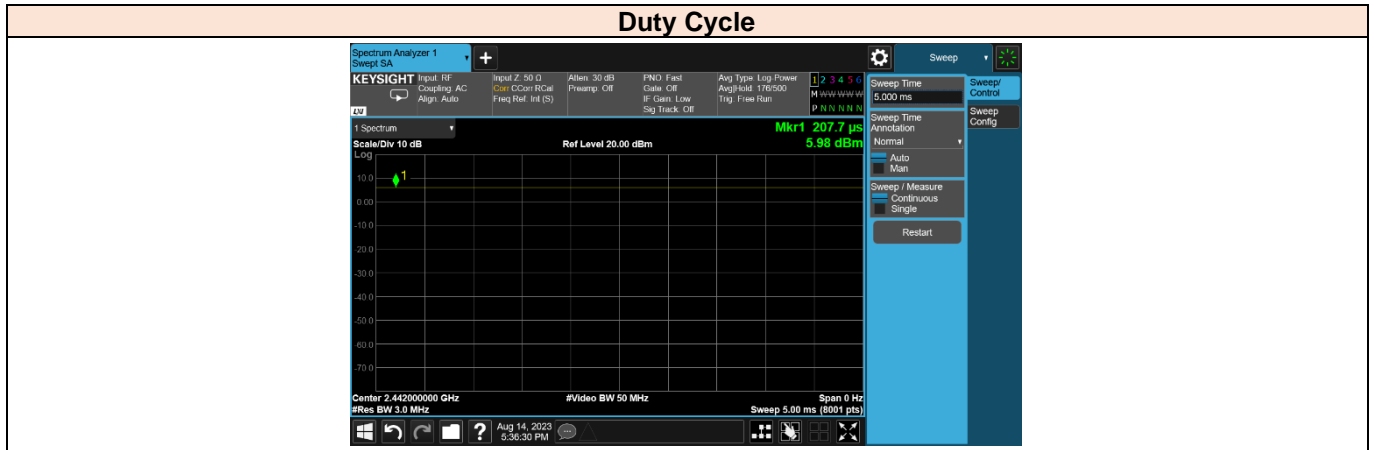 Duty Cycle
Spectrum Analyzer 1
Swept SA
+
Sweep
KEYSIGHT
Input: RF
Coupling: AC
Align: Auto
Input Z: 50 Ω
Corr CCorr RCal
Freq Ref: Int (S)
Atten: 30 dB
Preamp: Off
PNO: Fast
Gate: Off
IF Gain: Low
Sig Track: Off
Avg Type: Log-Power
Avg|Hold: 176/500
Trig: Free Run
1 2 3 4 5 6
M W W W W W
P N N N N N
1 Spectrum
Mkr1 207.7 µs
Scale/Div 10 dB
Ref Level 20.00 dBm
5.98 dBm
Log
1
10.0
0.00
-10.0
-20.0
-30.0
-40.0
-50.0
-60.0
-70.0
Center 2.442000000 GHz
#Video BW 50 MHz
Span 0 Hz
#Res BW 3.0 MHz
Sweep 5.00 ms (8001 pts)
Sweep Time
5.000 ms
Sweep Time
Annotation
Normal
Auto
Man
Sweep / Measure
Continuous
Single
Restart
Sweep/
Control
Sweep
Config
?
Aug 14, 2023
5:36:30 PM